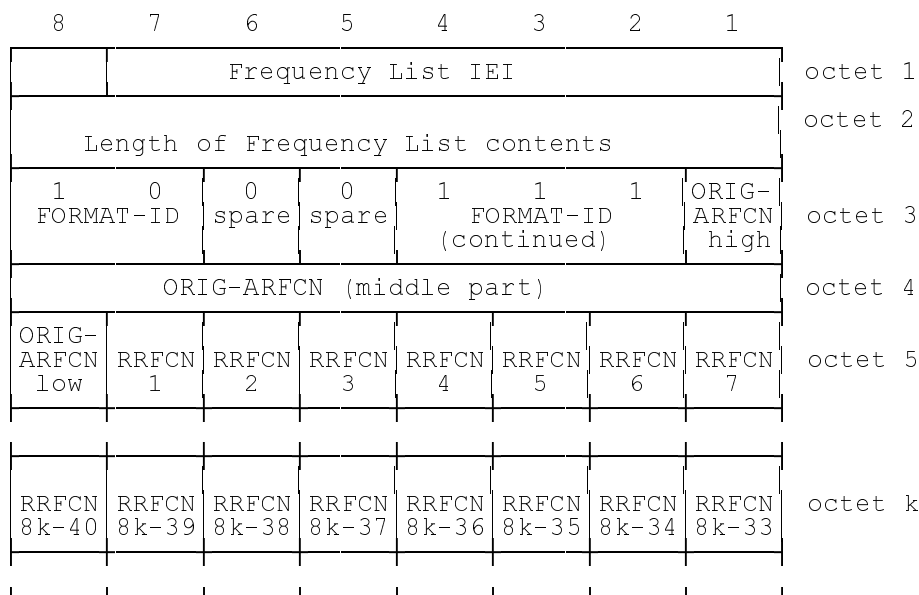 8 7 6 5 4 3 2 1
Frequency List IEI octet 1
octet 2
Length of Frequency List contents
1 0 0 0 1 1 1 ORIG-
FORMAT-ID spare spare FORMAT-ID ARFCN octet 3
(continued) high
ORIG-ARFCN (middle part) octet 4
ORIG-
ARFCN RRFCN RRFCN RRFCN RRFCN RRFCN RRFCN RRFCN octet 5
low 1 2 3 4 5 6 7
RRFCN RRFCN RRFCN RRFCN RRFCN RRFCN RRFCN RRFCN octet k
8k-40 8k-39 8k-38 8k-37 8k-36 8k-35 8k-34 8k-33